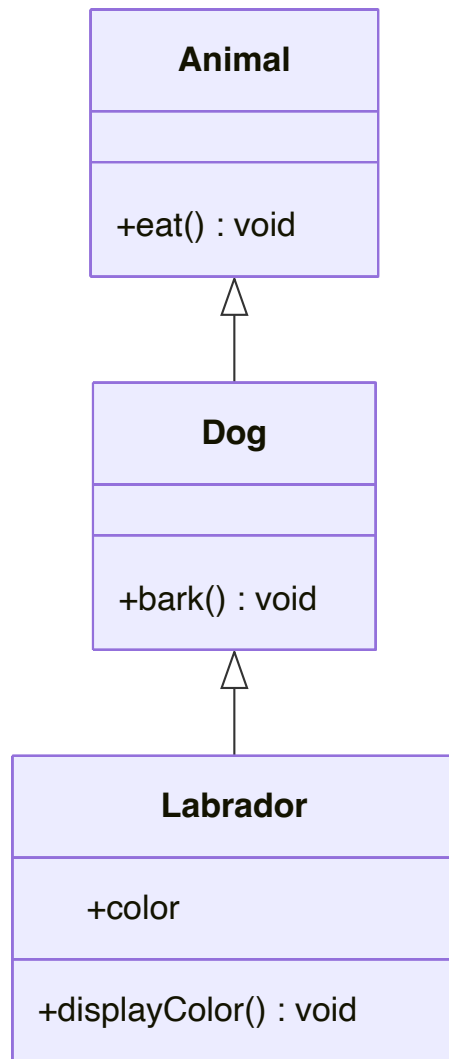 Animal
+eat() : void
Dog
+bark() : void
Labrador
+color
+displayColor() : void